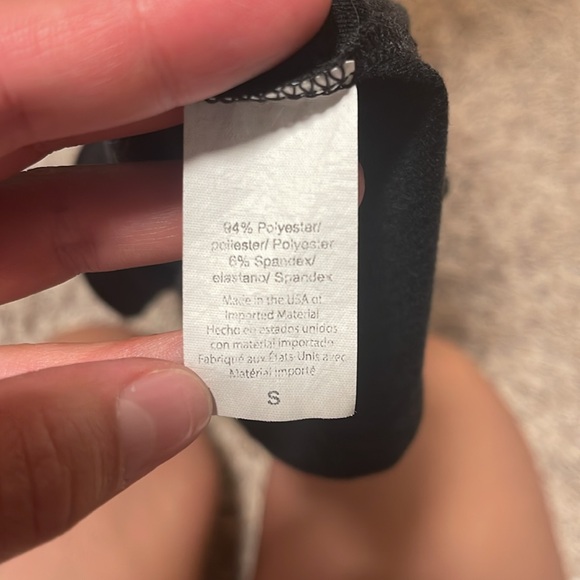 94% Polyester/
poliester/ Polyester
6% Spandex/
elastano/ Spandex
Made in the USA of
Imported Material
Hecho en estados unidos
con material importado
Fabriqué aux États-Unis avec
Matérial importé
S